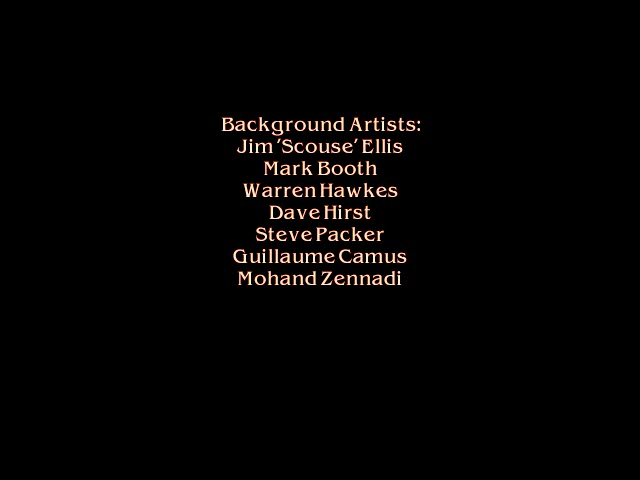 Background Artists:
Jim 'Scouse' Ellis
Mark Booth
Warren Hawkes
Dave Hirst
Steve Packer
Guillaume Camus
Mohand Zennadi